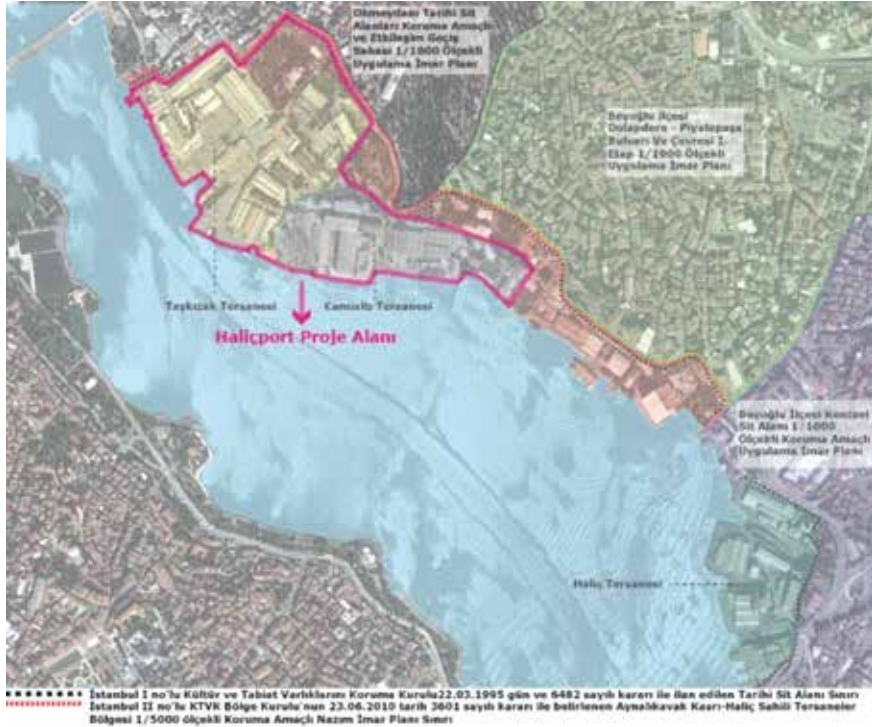 Okmeydanı Tarihi Sit
Alanları Koruma Amaçlı
ve Etkileşim Geçiş
Sahası 1/1000 Ölçekli
Uygulama İmar Planı
Beyoğlu İlçesi
Dolapdere - Piyalepaşa
Bulvarı Ve Çevresi I.
Etap 1/1000 Ölçekli
Uygulama İmar Planı
Taşkızak Tersanesi
Camialtı Tersanesi
Haliçport Proje Alanı
Beyoğlu İlçesi Kentsel
Sit Alanı 1/1000
Ölçekli Koruma Amaçlı
Uygulama İmar Planı
Haliç Tersanesi
İstanbul I no'lu Kültür ve Tabiat Varlıklarını Koruma Kurulu22.03.1995 gün ve 6482 sayılı kararı ile ilan edilen Tarihi Sit Alanı Sınırı
İstanbul II no'lu KTVK Bölge Kurulu'nun 23.06.2010 tarih 3601 sayılı kararı ile belirlenen Aynalıkavak Kasrı-Haliç Sahili Tersaneler
Bölgesi 1/5000 ölçekli Koruma Amaçlı Nazım İmar Planı Sınırı